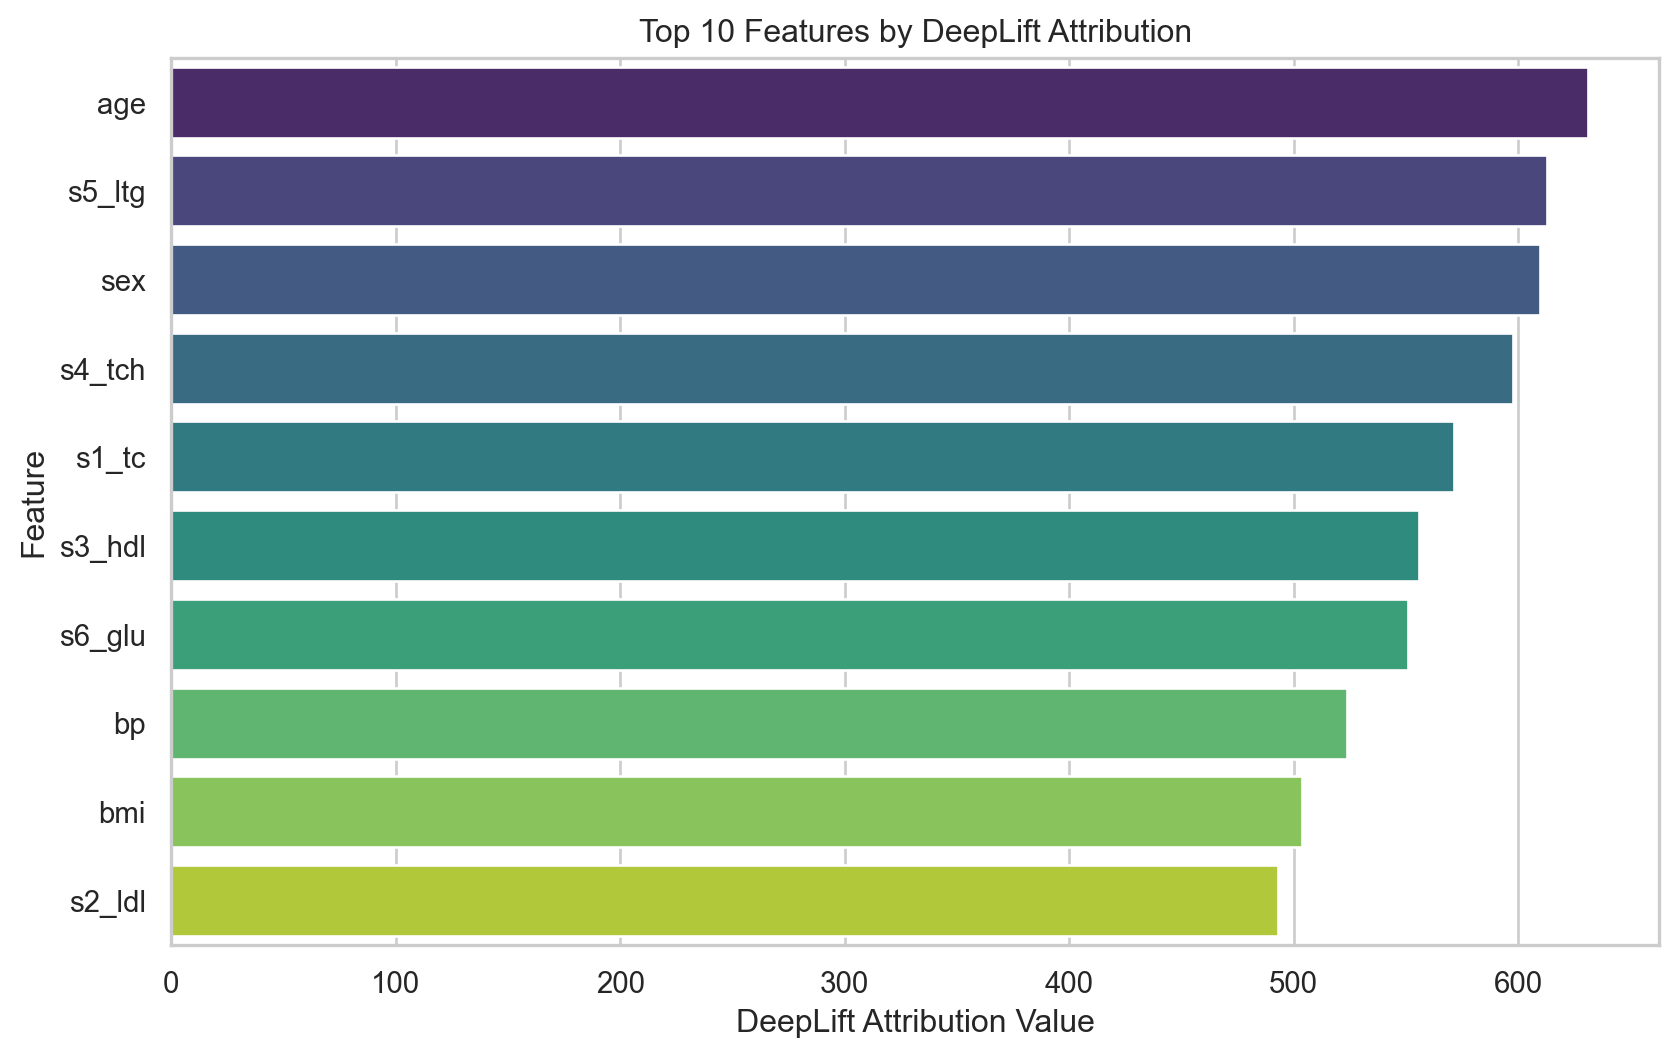 Top 10 Features by DeepLift Attribution
age
s5_ltg
sex
s4_tch
s1_tc
s3_hdl
s6_glu
bp
bmi
s2_ldl
Feature
0 100 200 300 400 500 600
DeepLift Attribution Value